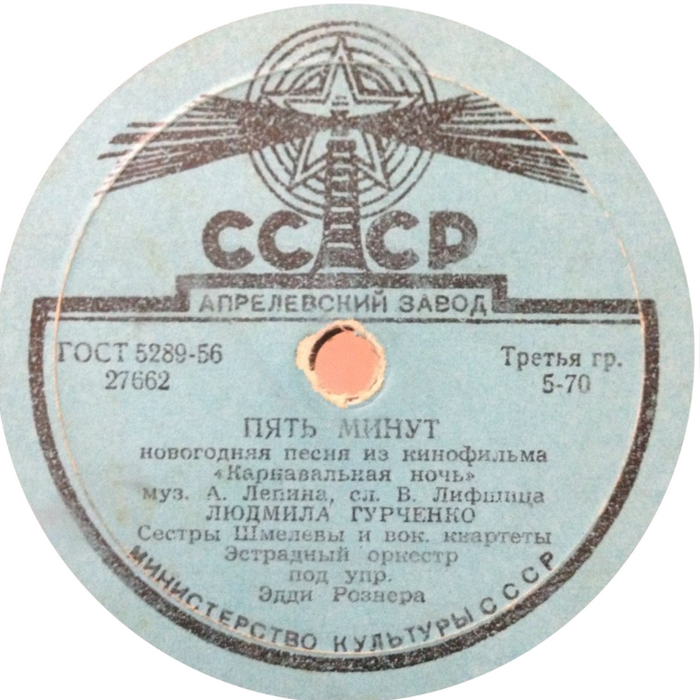 СССР
АПРЕЛЕВСКИЙ ЗАВОД
ГОСТ 5289-56
27662
Третья гр.
5-70
ПЯТЬ МИНУТ
новогодняя песня из кинофильма
«Карнавальная ночь»
муз. А. Лепина, сл. В. Лифшица
ЛЮДМИЛА ГУРЧЕНКО
Сестры Шмелевы и вок. квартеты
Эстрадный оркестр
под упр.
Эдди Рознера
МИНИСТЕРСТВО КУЛЬТУРЫ СССР